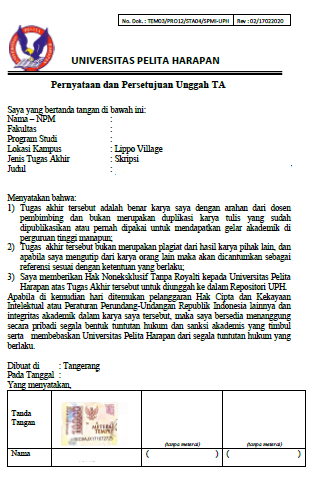 No. Dok. : TEM03/PRO12/STA04/SPMI-UPH Rev : 02/17022020
UNIVERSITAS PELITA HARAPAN
Pernyataan dan Persetujuan Unggah TA
Saya yang bertanda tangan di bawah ini:
Nama – NPM :
Fakultas :
Program Studi :
Lokasi Kampus : Lippo Village
Jenis Tugas Akhir : Skripsi
Judul :
Menyatakan bahwa:
1) Tugas akhir tersebut adalah benar karya saya dengan arahan dari dosen
pembimbing dan bukan merupakan duplikasi karya tulis yang sudah
dipublikasikan atau pernah dipakai untuk mendapatkan gelar akademik di
perguruan tinggi manapun;
2) Tugas akhir tersebut bukan merupakan plagiat dari hasil karya pihak lain, dan
apabila saya mengutip dari karya orang lain maka akan dicantumkan sebagai
referensi sesuai dengan ketentuan yang berlaku;
3) Saya memberikan Hak Noneksklusif Tanpa Royalti kepada Universitas Pelita
Harapan atas Tugas Akhir tersebut untuk diunggah ke dalam Repositori UPH.
Apabila di kemudian hari ditemukan pelanggaran Hak Cipta dan Kekayaan
Intelektual atau Peraturan Perundang-Undangan Republik Indonesia lainnya dan
integritas akademik dalam karya saya tersebut, maka saya bersedia menanggung
secara pribadi segala bentuk tuntutan hukum dan sanksi akademis yang timbul
serta membebaskan Universitas Pelita Harapan dari segala tuntutan hukum yang
berlaku.
Dibuat di : Tangerang
Pada Tanggal :
Yang menyatakan,
Tanda
Tangan
10000
METERAI
TEMPEL
(tanpa meterai) (tanpa meterai)
Nama ( ) ( )